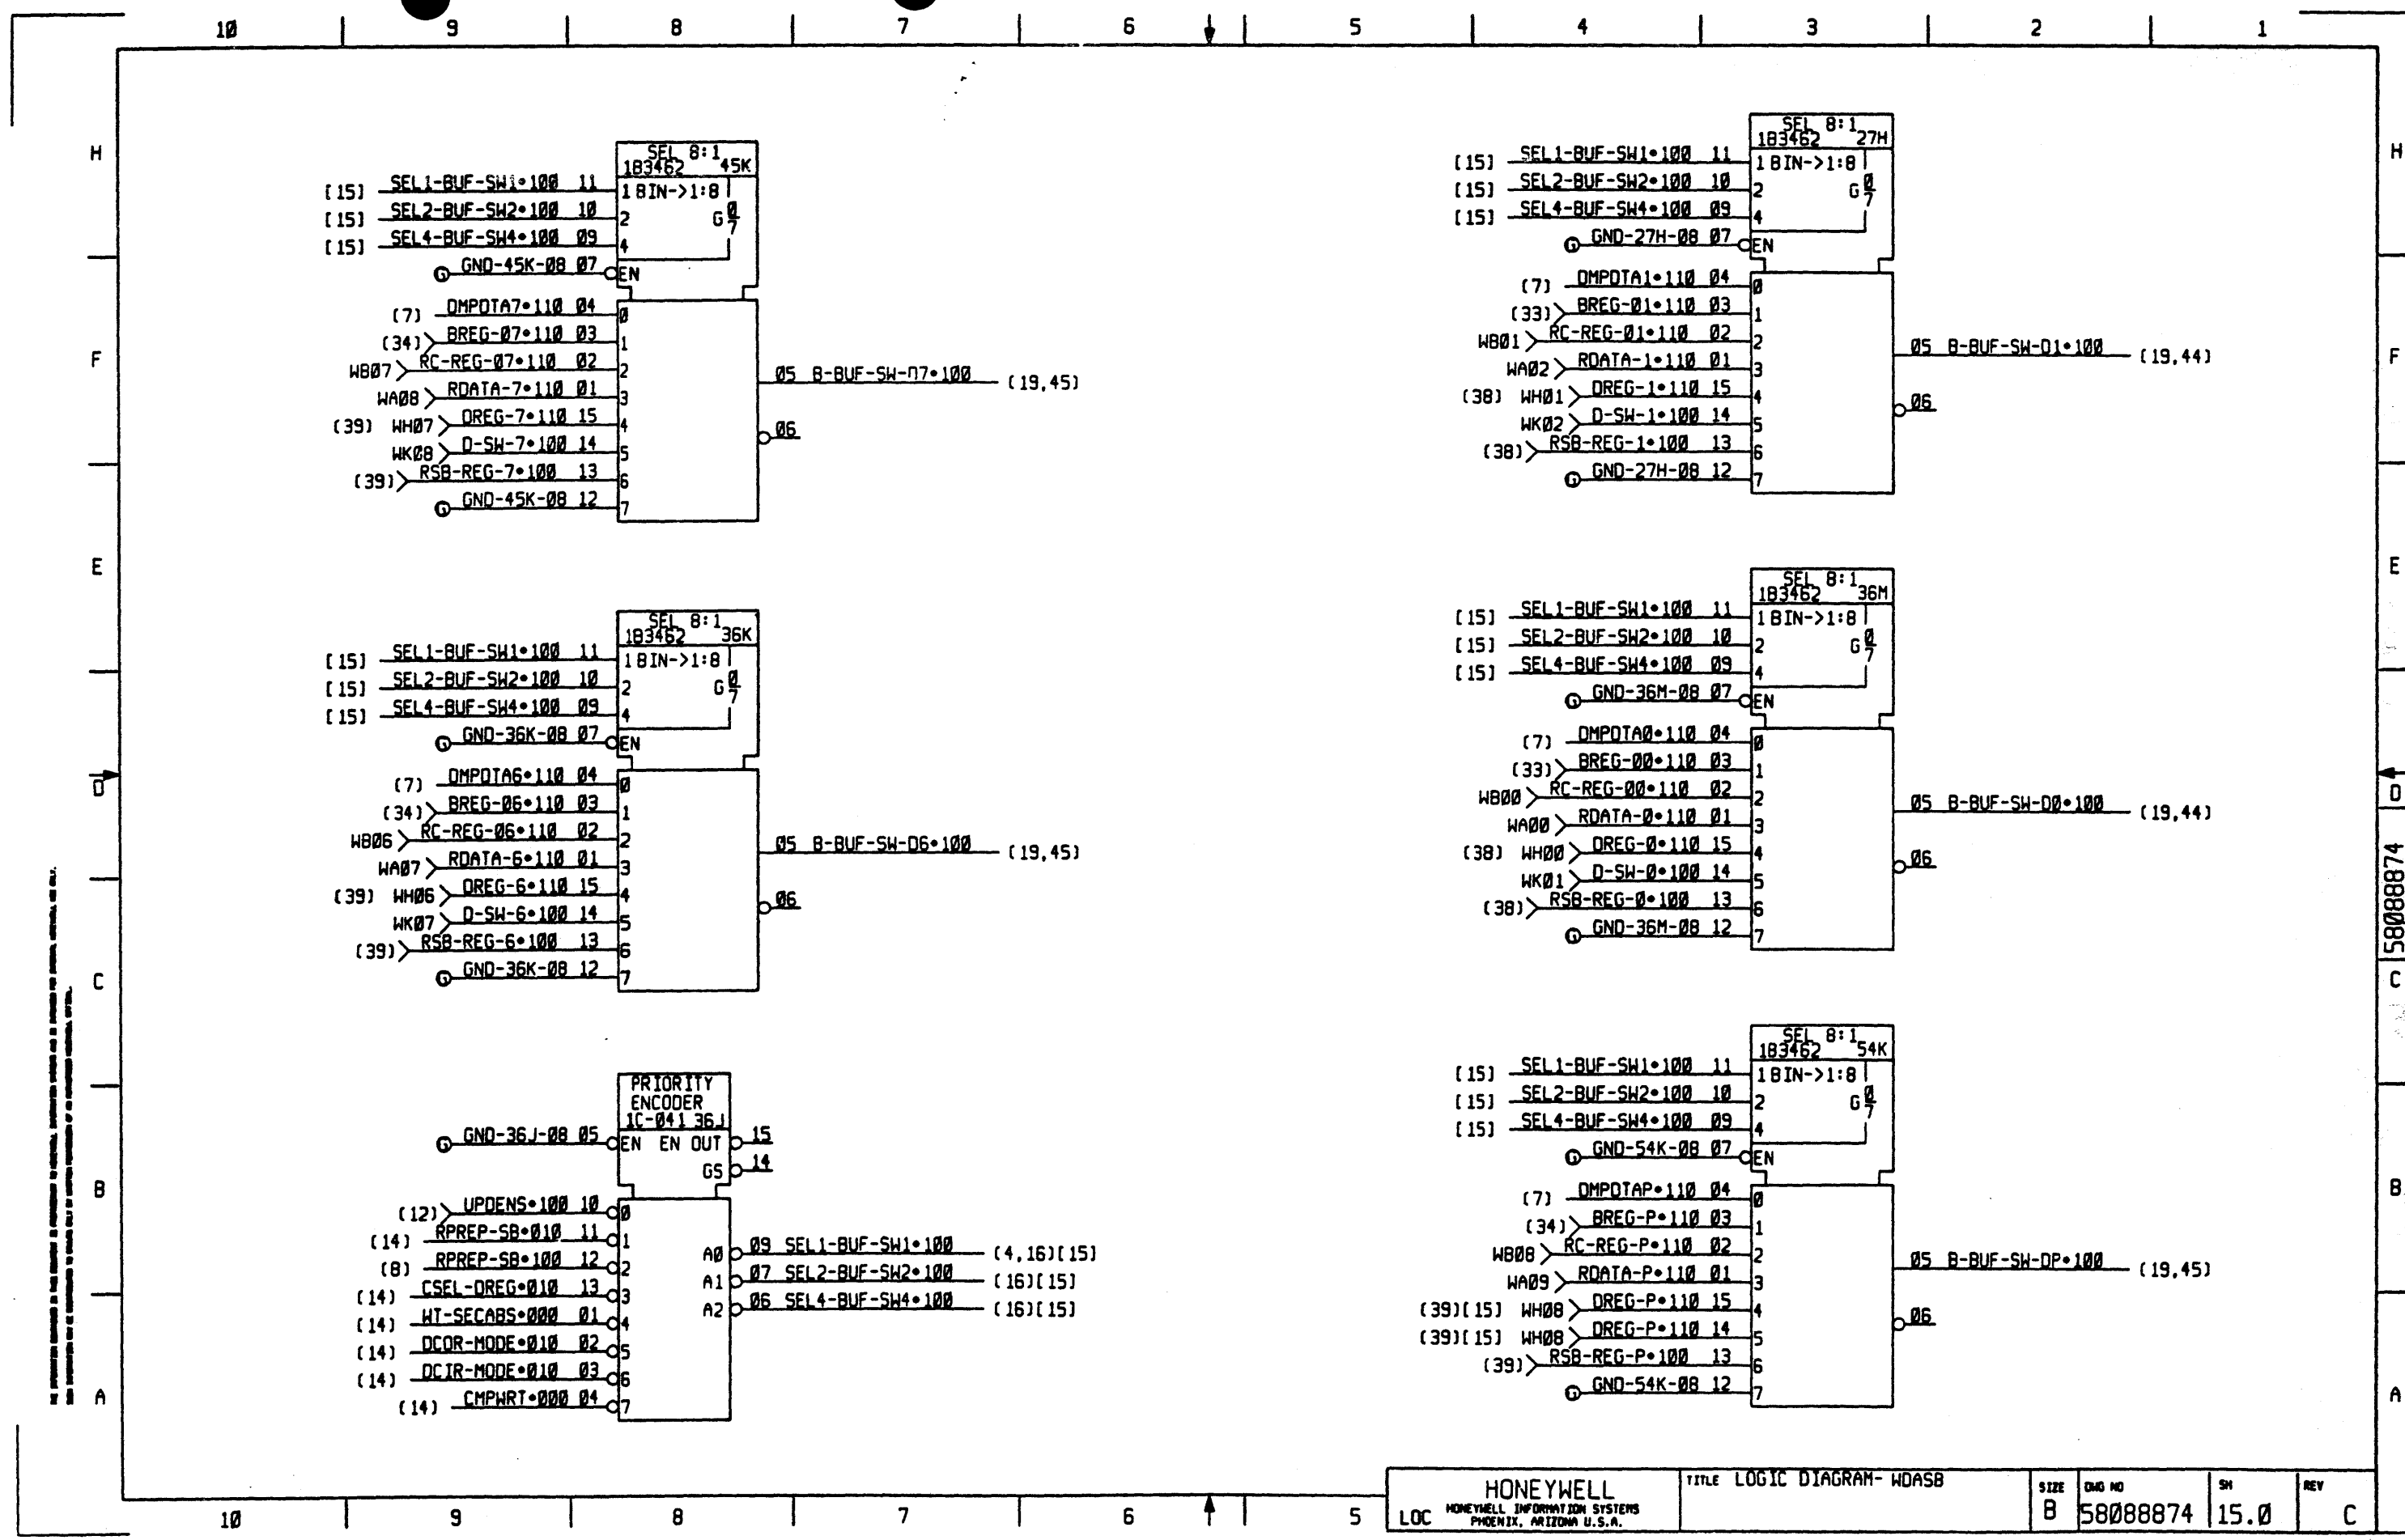 10 9 8 7 6 5 4 3 2 1
H
F
E
D
C
B
A
SEL 8:1
1B3462 45K
[15] SEL1-BUF-SW1•100 11 1 BIN->1:8
[15] SEL2-BUF-SW2•100 10 2 G 0/7
[15] SEL4-BUF-SW4•100 09 4
G GND-45K-08 07 EN
(7) DMPDTA7•110 04 0
(34) BREG-07•110 03 1
WB07 RC-REG-07•110 02 2
WA08 RDATA-7•110 01 3
(39) WH07 DREG-7•110 15 4
WK08 D-SW-7•100 14 5
(39) RSB-REG-7•100 13 6
G GND-45K-08 12 7
05 B-BUF-SW-D7•100 (19,45)
06
SEL 8:1
1B3462 36K
[15] SEL1-BUF-SW1•100 11 1 BIN->1:8
[15] SEL2-BUF-SW2•100 10 2 G 0/7
[15] SEL4-BUF-SW4•100 09 4
G GND-36K-08 07 EN
(7) DMPDTA6•110 04 0
(34) BREG-06•110 03 1
WB06 RC-REG-06•110 02 2
WA07 RDATA-6•110 01 3
(39) WH06 DREG-6•110 15 4
WK07 D-SW-6•100 14 5
(39) RSB-REG-6•100 13 6
G GND-36K-08 12 7
05 B-BUF-SW-D6•100 (19,45)
06
PRIORITY
ENCODER
1C-041 36J
G GND-36J-08 05 EN EN OUT 15
GS 14
(12) UPDENS•100 10 0
(14) RPREP-SB•010 11 1
(8) RPREP-SB•100 12 2
(14) CSEL-DREG•010 13 3
(14) WT-SECABS•000 01 4
(14) DCOR-MODE•010 02 5
(14) DCIR-MODE•010 03 6
(14) CMPWRT•000 04 7
A0 09 SEL1-BUF-SW1•100 (4,16)[15]
A1 07 SEL2-BUF-SW2•100 (16)[15]
A2 06 SEL4-BUF-SW4•100 (16)[15]
SEL 8:1
1B3462 27H
[15] SEL1-BUF-SW1•100 11 1 BIN->1:8
[15] SEL2-BUF-SW2•100 10 2 G 0/7
[15] SEL4-BUF-SW4•100 09 4
G GND-27H-08 07 EN
(7) DMPDTA1•110 04 0
(33) BREG-01•110 03 1
WB01 RC-REG-01•110 02 2
WA02 RDATA-1•110 01 3
(38) WH01 DREG-1•110 15 4
WK02 D-SW-1•100 14 5
(38) RSB-REG-1•100 13 6
G GND-27H-08 12 7
05 B-BUF-SW-D1•100 (19,44)
06
SEL 8:1
1B3462 36M
[15] SEL1-BUF-SW1•100 11 1 BIN->1:8
[15] SEL2-BUF-SW2•100 10 2 G 0/7
[15] SEL4-BUF-SW4•100 09 4
G GND-36M-08 07 EN
(7) DMPDTA0•110 04 0
(33) BREG-00•110 03 1
WB00 RC-REG-00•110 02 2
WA00 RDATA-0•110 01 3
(38) WH00 DREG-0•110 15 4
WK01 D-SW-0•100 14 5
(38) RSB-REG-0•100 13 6
G GND-36M-08 12 7
05 B-BUF-SW-D0•100 (19,44)
06
SEL 8:1
1B3462 54K
[15] SEL1-BUF-SW1•100 11 1 BIN->1:8
[15] SEL2-BUF-SW2•100 10 2 G 0/7
[15] SEL4-BUF-SW4•100 09 4
G GND-54K-08 07 EN
(7) DMPDTAP•110 04 0
(34) BREG-P•110 03 1
WB08 RC-REG-P•110 02 2
WA09 RDATA-P•110 01 3
(39)[15] WH08 DREG-P•110 15 4
(39)[15] WH08 DREG-P•110 14 5
(39) RSB-REG-P•100 13 6
G GND-54K-08 12 7
05 B-BUF-SW-DP•100 (19,45)
06
H
F
E
D
58088874
C
B
A
10 9 8 7 6 5
LOC HONEYWELL
HONEYWELL INFORMATION SYSTEMS
PHOENIX, ARIZONA U.S.A.
TITLE LOGIC DIAGRAM- WDASB
SIZE B
DWG NO 58088874
SH 15.0
REV C